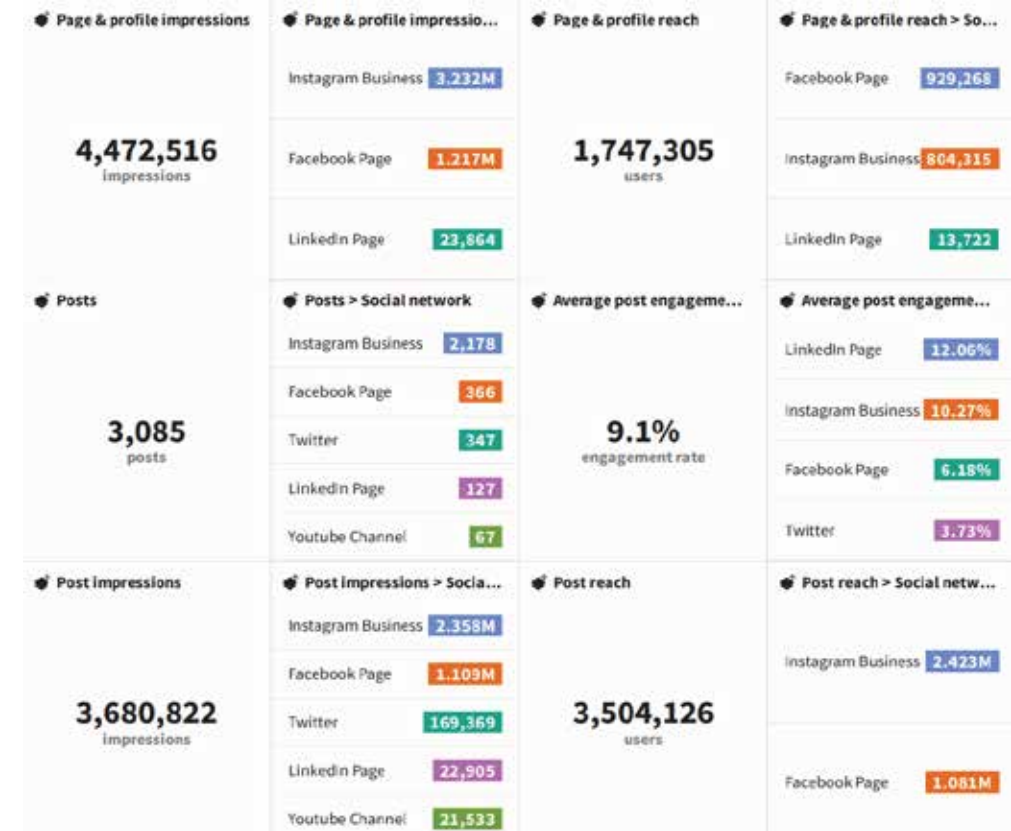 Page & profile impressions
4,472,516
impressions
Page & profile impressio...
Instagram Business 3.232M
Facebook Page 1.217M
LinkedIn Page 23,864
Page & profile reach
1,747,305
users
Page & profile reach > So...
Facebook Page 929,268
Instagram Business 804,315
LinkedIn Page 13,722
Posts
3,085
posts
Posts > Social network
Instagram Business 2,178
Facebook Page 366
Twitter 347
LinkedIn Page 127
Youtube Channel 67
Average post engageme...
9.1%
engagement rate
Average post engageme...
LinkedIn Page 12.06%
Instagram Business 10.27%
Facebook Page 6.18%
Twitter 3.73%
Post impressions
3,680,822
impressions
Post impressions > Socia...
Instagram Business 2.358M
Facebook Page 1.109M
Twitter 169,369
LinkedIn Page 22,905
Youtube Channel 21,533
Post reach
3,504,126
users
Post reach > Social netw...
Instagram Business 2.423M
Facebook Page 1.081M